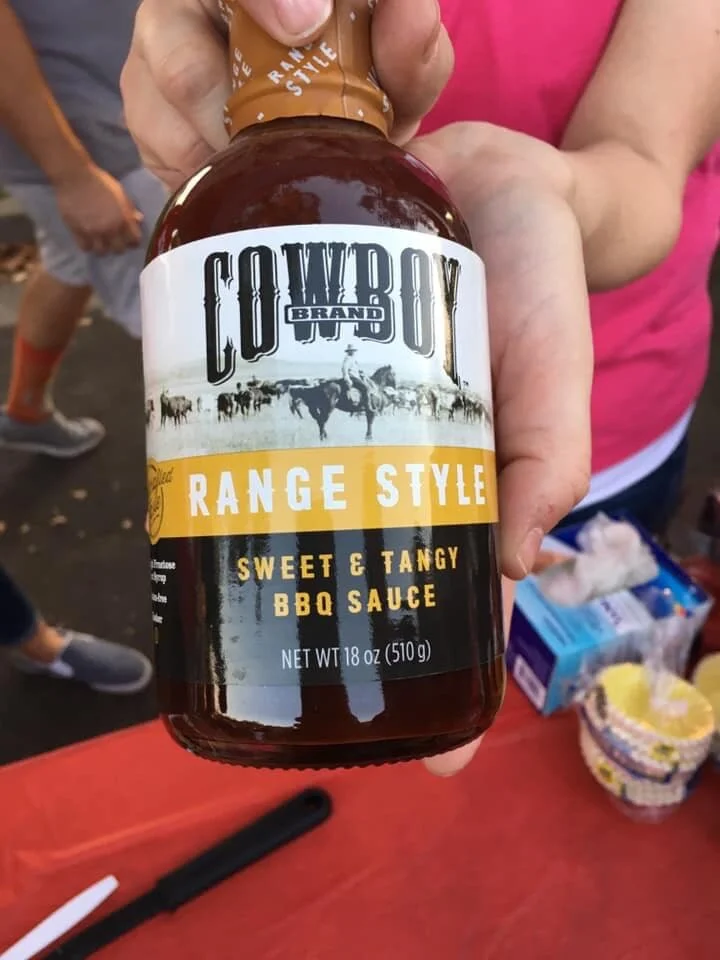 RANGE
STYLE
COWBOY
BRAND
RANGE STYLE
SWEET & TANGY
BBQ SAUCE
NET WT 18 oz (510 g)